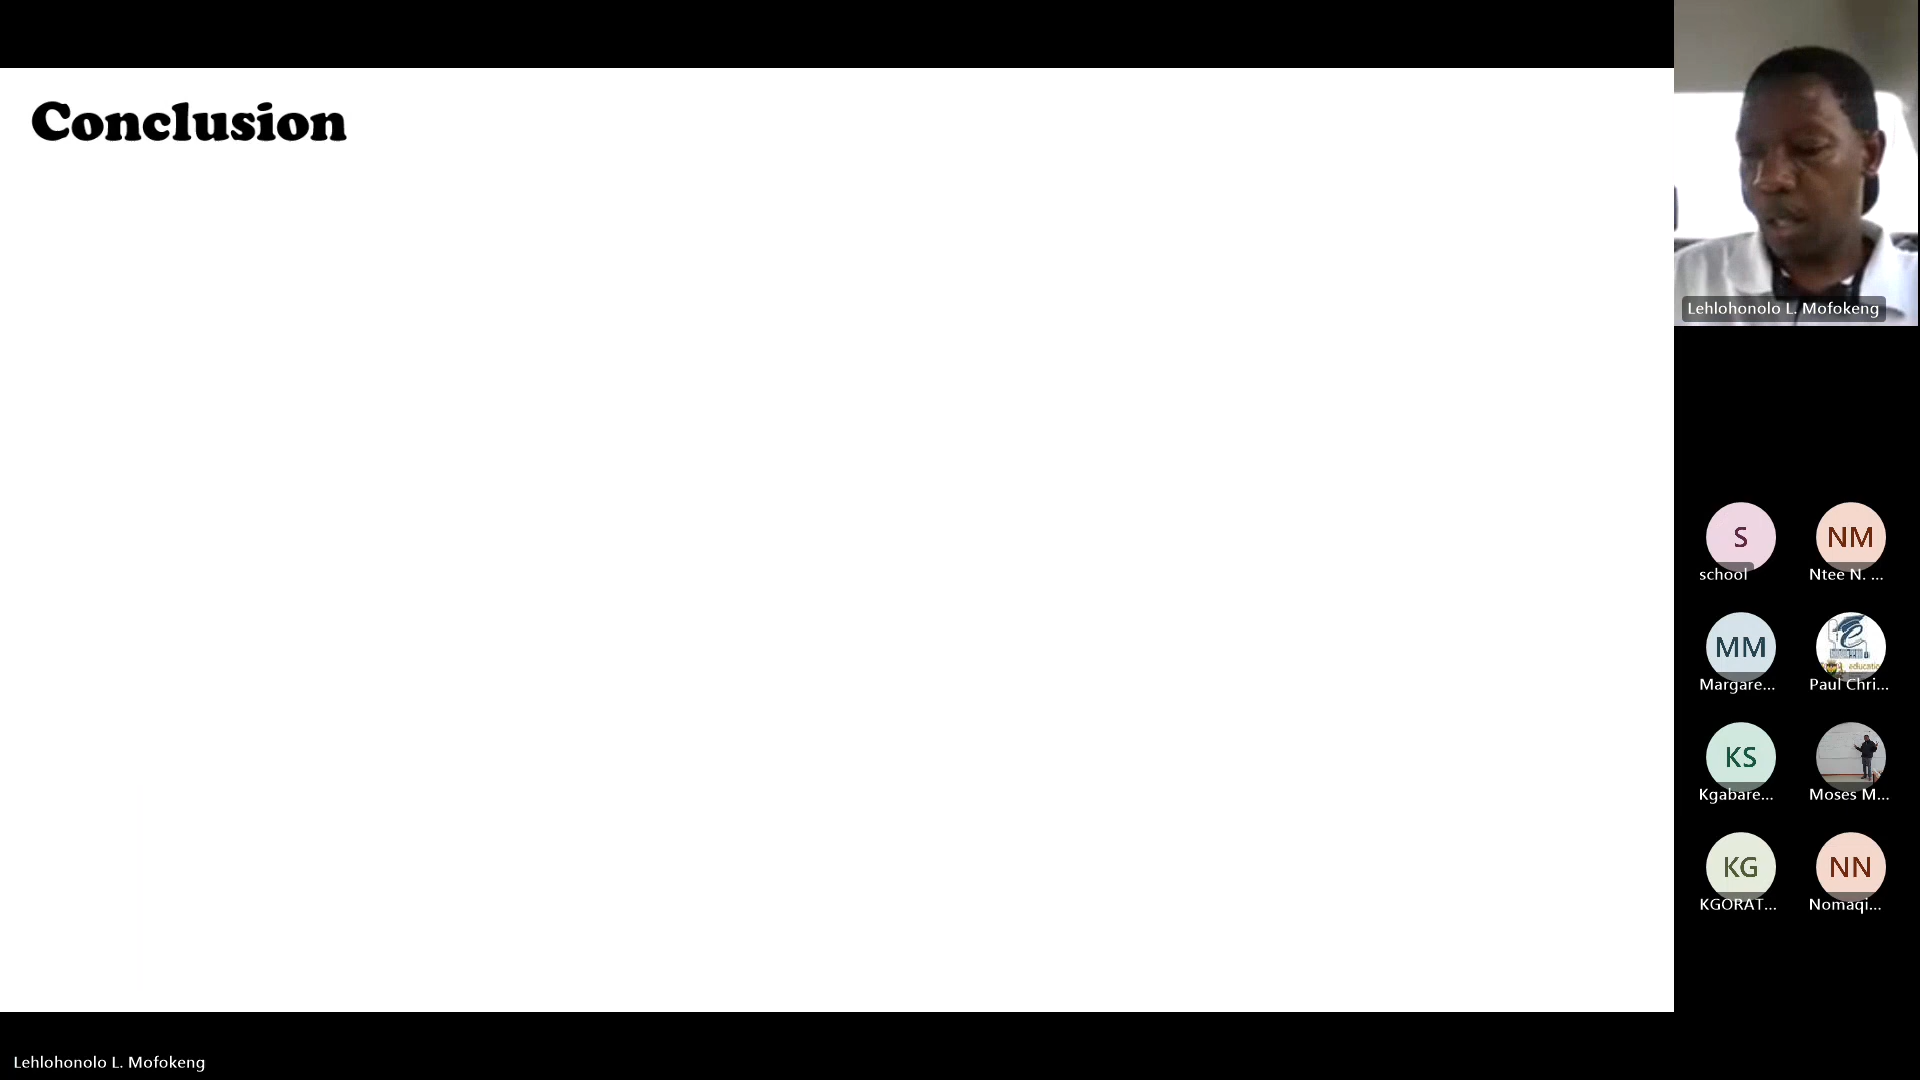 Conclusion
Lehlohonolo L. Mofokeng
S
NM
school
Ntee N. ...
MM
education
Margare...
Paul Chri...
KS
Kgabare...
Moses M...
KG
NN
KGORAT...
Nomaqi...
Lehlohonolo L. Mofokeng